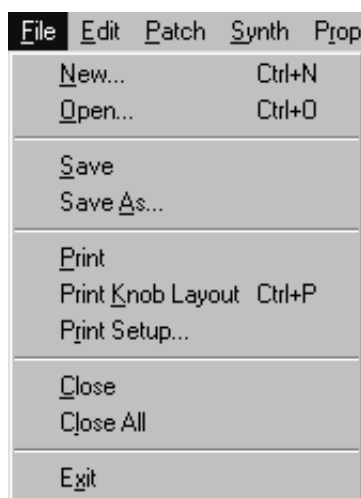 File Edit Patch Synth Prop
New... Ctrl+N
Open... Ctrl+O
Save
Save As...
Print
Print Knob Layout Ctrl+P
Print Setup...
Close
Close All
Exit